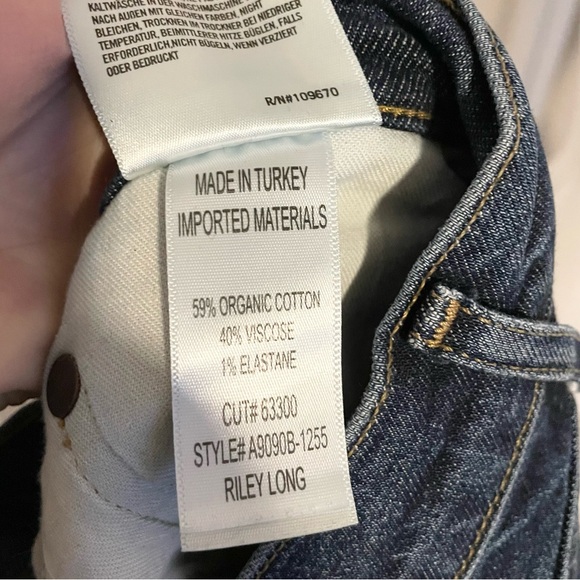 KALTWÄSCHE IN DER WASCHMASCHINE
NACH AUßEN MIT GLEICHEN FARBEN. NICHT
BLEICHEN, TROCKNEN IM TROCKNER BEI NIEDRIGER
TEMPERATUR, BEIMITTLERER HITZE BÜGLEN, FALLS
ERFORDERLICH.NICHT BÜGELN, WENN VERZIERT
ODER BEDRUCKT
R/N#109670
MADE IN TURKEY
IMPORTED MATERIALS
59% ORGANIC COTTON
40% VISCOSE
1% ELASTANE
CUT# 63300
STYLE# A9090B-1255
RILEY LONG